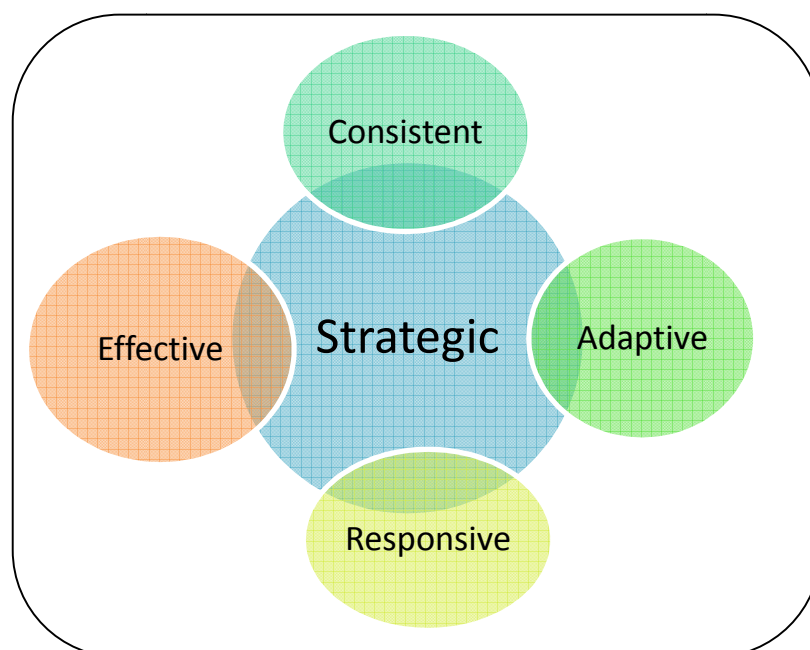 Consistent
Effective
Strategic
Adaptive
Responsive